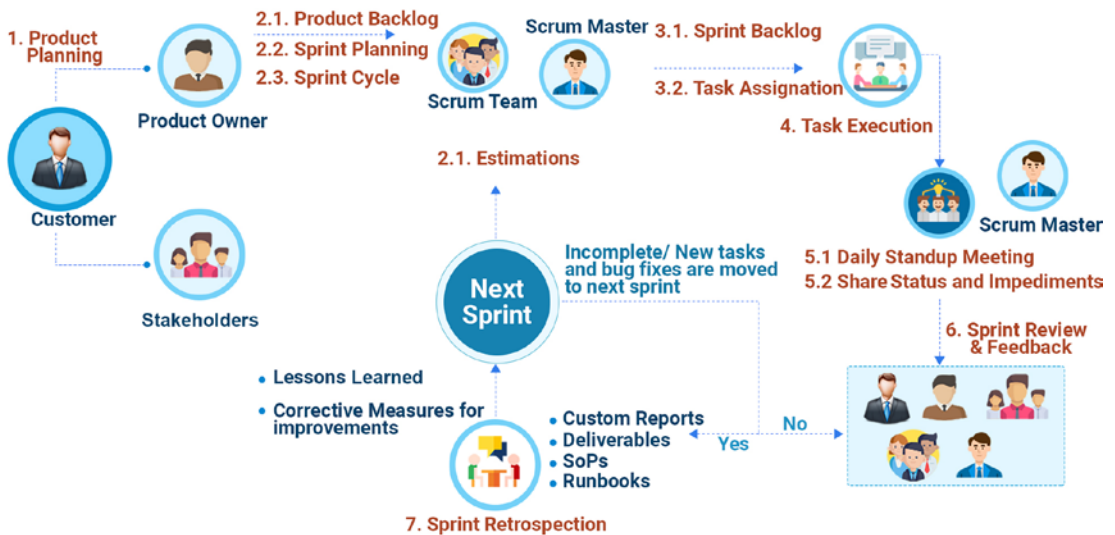 1. Product
Planning
Customer
Product Owner
Stakeholders
2.1. Product Backlog
2.2. Sprint Planning
2.3. Sprint Cycle
Scrum Team
Scrum Master
3.1. Sprint Backlog
3.2. Task Assignation
4. Task Execution
Scrum Master
5.1 Daily Standup Meeting
5.2 Share Status and Impediments
6. Sprint Review
& Feedback
2.1. Estimations
Next
Sprint
Incomplete/ New tasks
and bug fixes are moved
to next sprint
No
Yes
• Lessons Learned
• Corrective Measures for
improvements
• Custom Reports
• Deliverables
• SoPs
• Runbooks
7. Sprint Retrospection